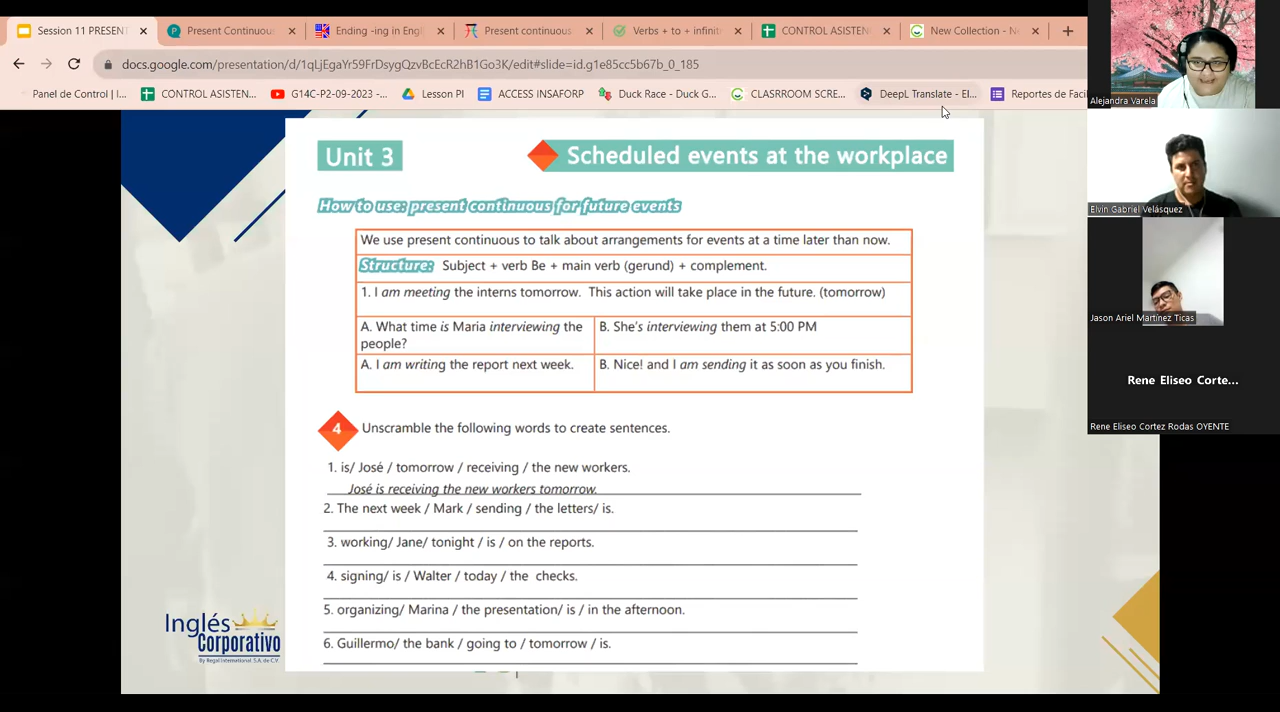 Session 11 PRESENT
Present Continuou
Ending -ing in Engl
Present continuous
Verbs + to + infiniti
CONTROL ASISTEN
New Collection - N
docs.google.com/presentation/d/1qLjEgaYr59FrDsygQzvBcEcR2hB1Go3K/edit#slide=id.g1e85cc5b67b_0_185
Panel de Control | I...
CONTROL ASISTEN...
G14C-P2-09-2023 -...
Lesson PI
ACCESS INSAFORP
Duck Race - Duck G...
CLASRROOM SCRE...
DeepL Translate - El...
Reportes de Facil
Unit 3
Scheduled events at the workplace
How to use: present continuous for future events
We use present continuous to talk about arrangements for events at a time later than now.
Structure: Subject + verb Be + main verb (gerund) + complement.
1. I am meeting the interns tomorrow. This action will take place in the future. (tomorrow)
A. What time is Maria interviewing the people?
B. She's interviewing them at 5:00 PM
A. I am writing the report next week.
B. Nice! and I am sending it as soon as you finish.
4 Unscramble the following words to create sentences.
1. is/ José / tomorrow / receiving / the new workers.
José is receiving the new workers tomorrow.
2. The next week / Mark / sending / the letters/ is.
3. working/ Jane/ tonight / is / on the reports.
4. signing/ is / Walter / today / the checks.
5. organizing/ Marina / the presentation/ is / in the afternoon.
6. Guillermo/ the bank / going to / tomorrow / is.
Inglés
Corporativo
By Regal International S.A. de C.V.
Alejandra Varela
Elvin Gabriel Velásquez
Jason Ariel Martínez Ticas
Rene Eliseo Corte...
Rene Eliseo Cortez Rodas OYENTE